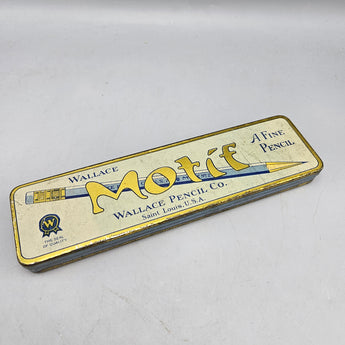 WALLACE
Motif
A FINE
PENCIL
WALLACE PENCIL CO.
SAINT LOUIS, U.S.A.
W
THE SEAL
OF QUALITY